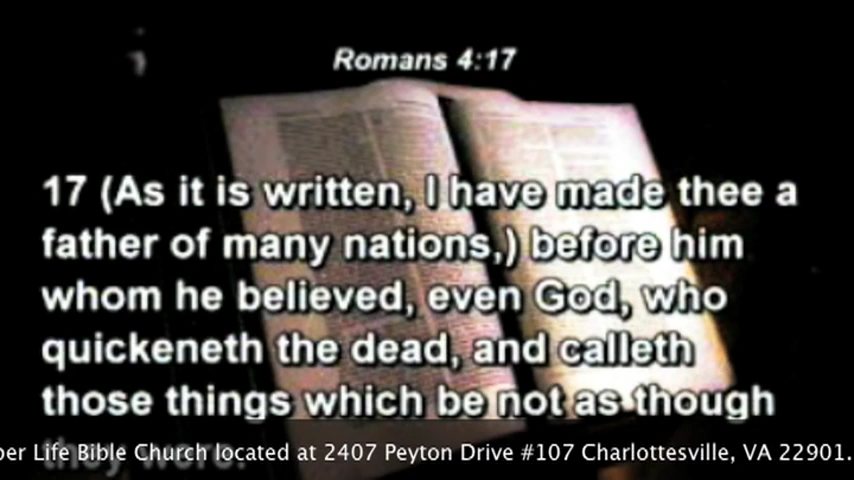 Romans 4:17
17 (As it is written, I have made thee a
father of many nations,) before him
whom he believed, even God, who
quickeneth the dead, and calleth
those things which be not as though
they were.
Life Bible Church located at 2407 Peyton Drive #107 Charlottesville, VA 22901.